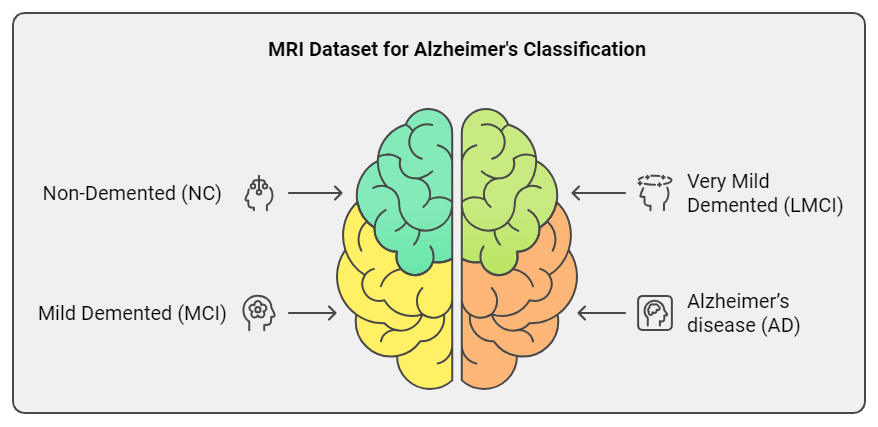 MRI Dataset for Alzheimer's Classification
Non-Demented (NC)
Very Mild
Demented (LMCI)
Mild Demented (MCI)
Alzheimer's
disease (AD)